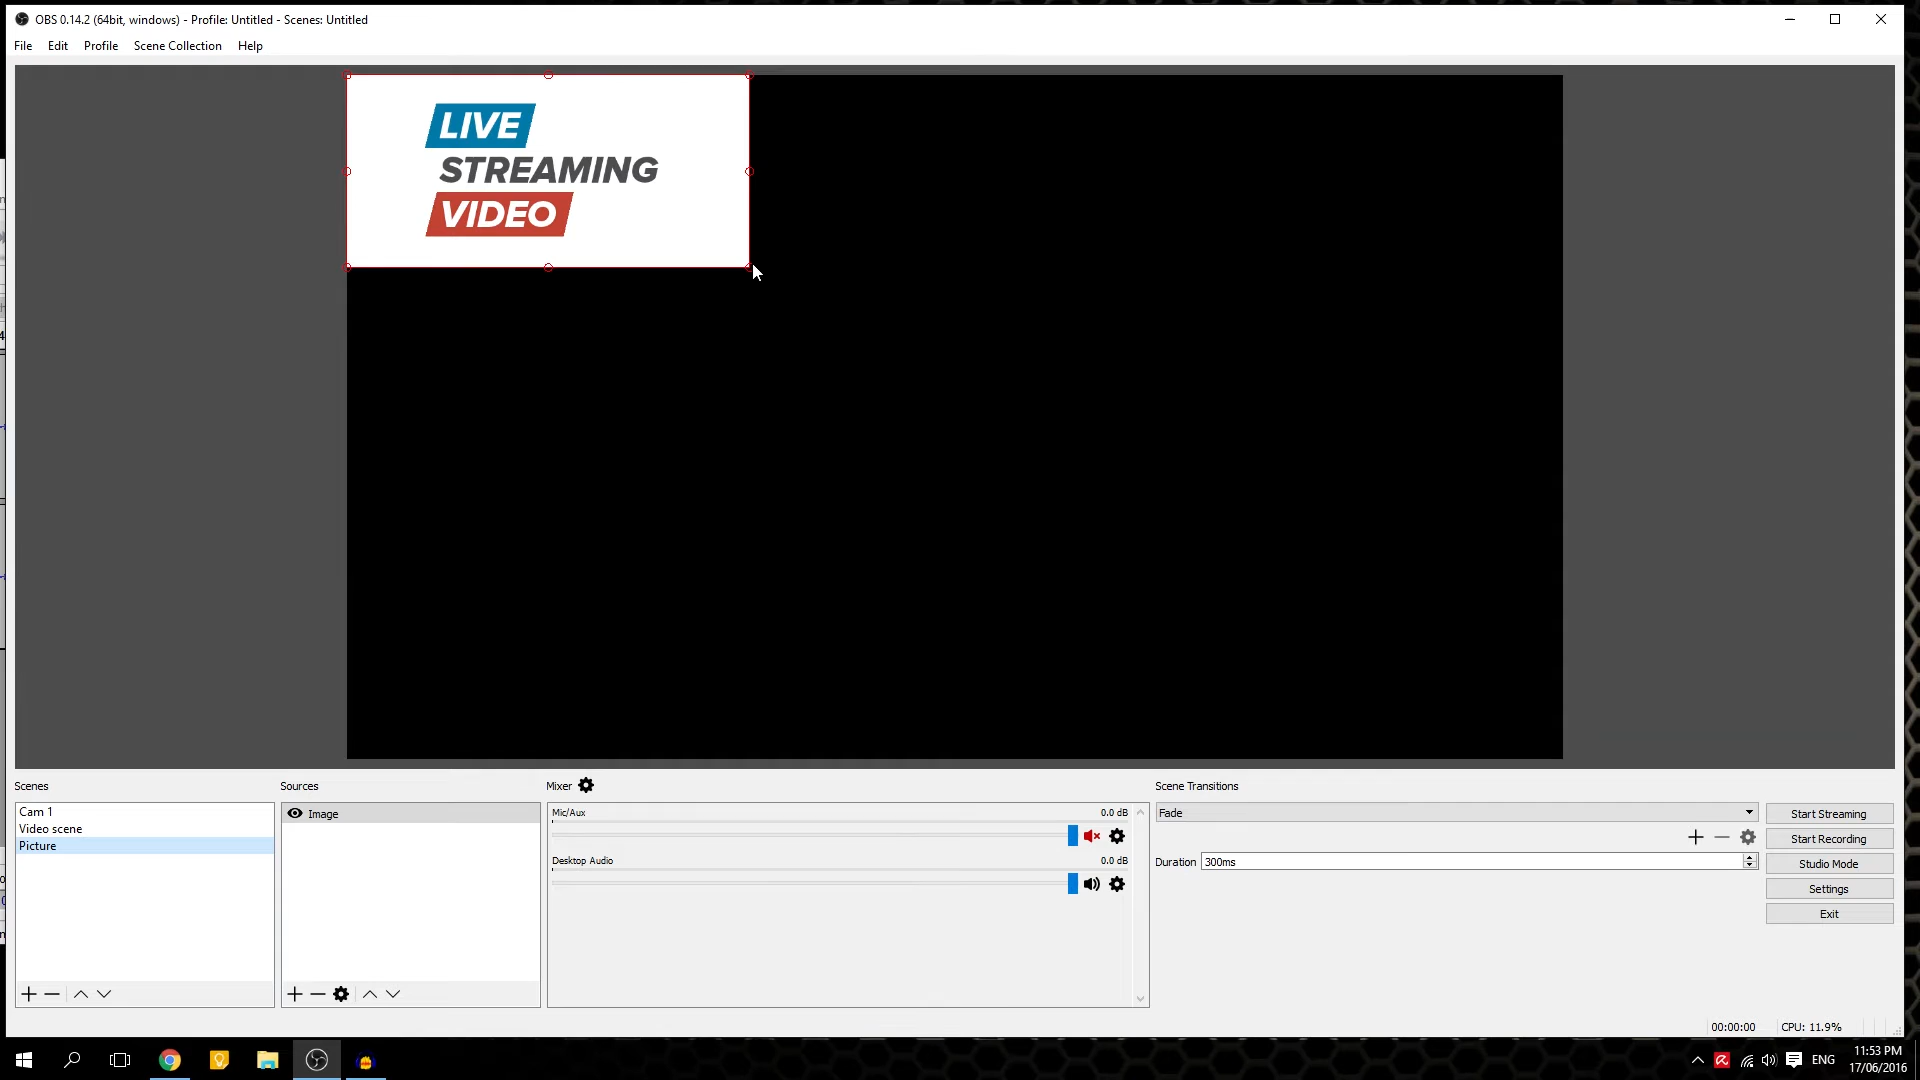 OBS 0.14.2 (64bit, windows) - Profile: Untitled - Scenes: Untitled
File Edit Profile Scene Collection Help
LIVE
STREAMING
VIDEO
Scenes
Cam 1
Video scene
Picture
Sources
Image
Mixer
Mic/Aux 0.0 dB
Desktop Audio 0.0 dB
Scene Transitions
Fade
Duration 300ms
Start Streaming
Start Recording
Studio Mode
Settings
Exit
00:00:00 CPU: 11.9%
ENG
11:53 PM
17/06/2016